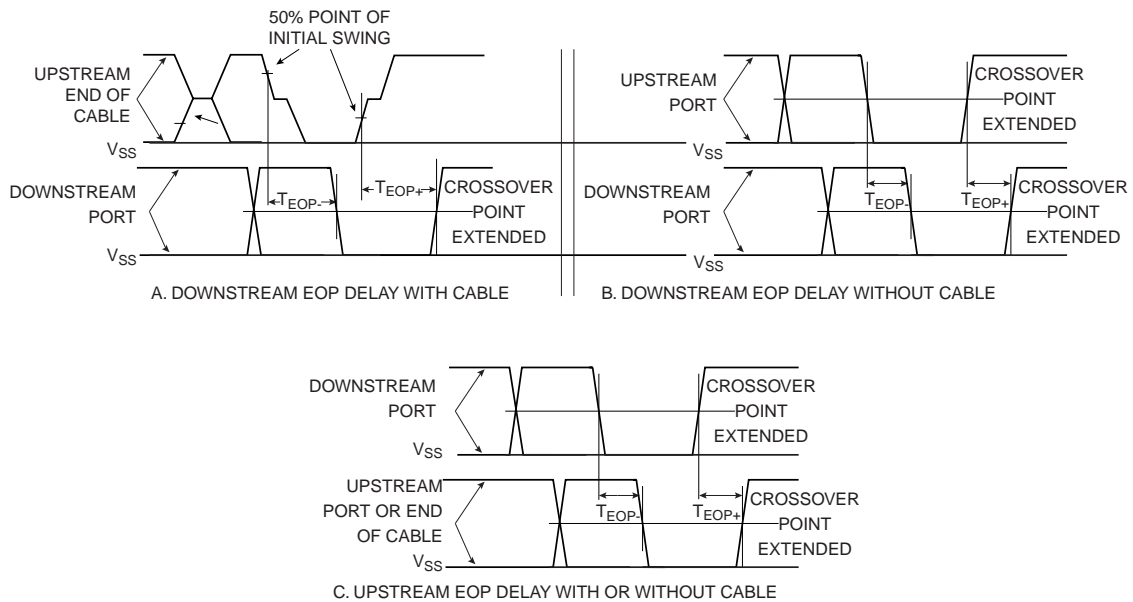 50% POINT OF
INITIAL SWING
UPSTREAM
END OF
CABLE
VSS
DOWNSTREAM
PORT
VSS
TEOP-
TEOP+
CROSSOVER
POINT
EXTENDED
A. DOWNSTREAM EOP DELAY WITH CABLE
UPSTREAM
PORT
VSS
CROSSOVER
POINT
EXTENDED
DOWNSTREAM
PORT
VSS
TEOP-
TEOP+
CROSSOVER
POINT
EXTENDED
B. DOWNSTREAM EOP DELAY WITHOUT CABLE
DOWNSTREAM
PORT
VSS
CROSSOVER
POINT
EXTENDED
UPSTREAM
PORT OR END
OF CABLE
VSS
TEOP-
TEOP+
CROSSOVER
POINT
EXTENDED
C. UPSTREAM EOP DELAY WITH OR WITHOUT CABLE